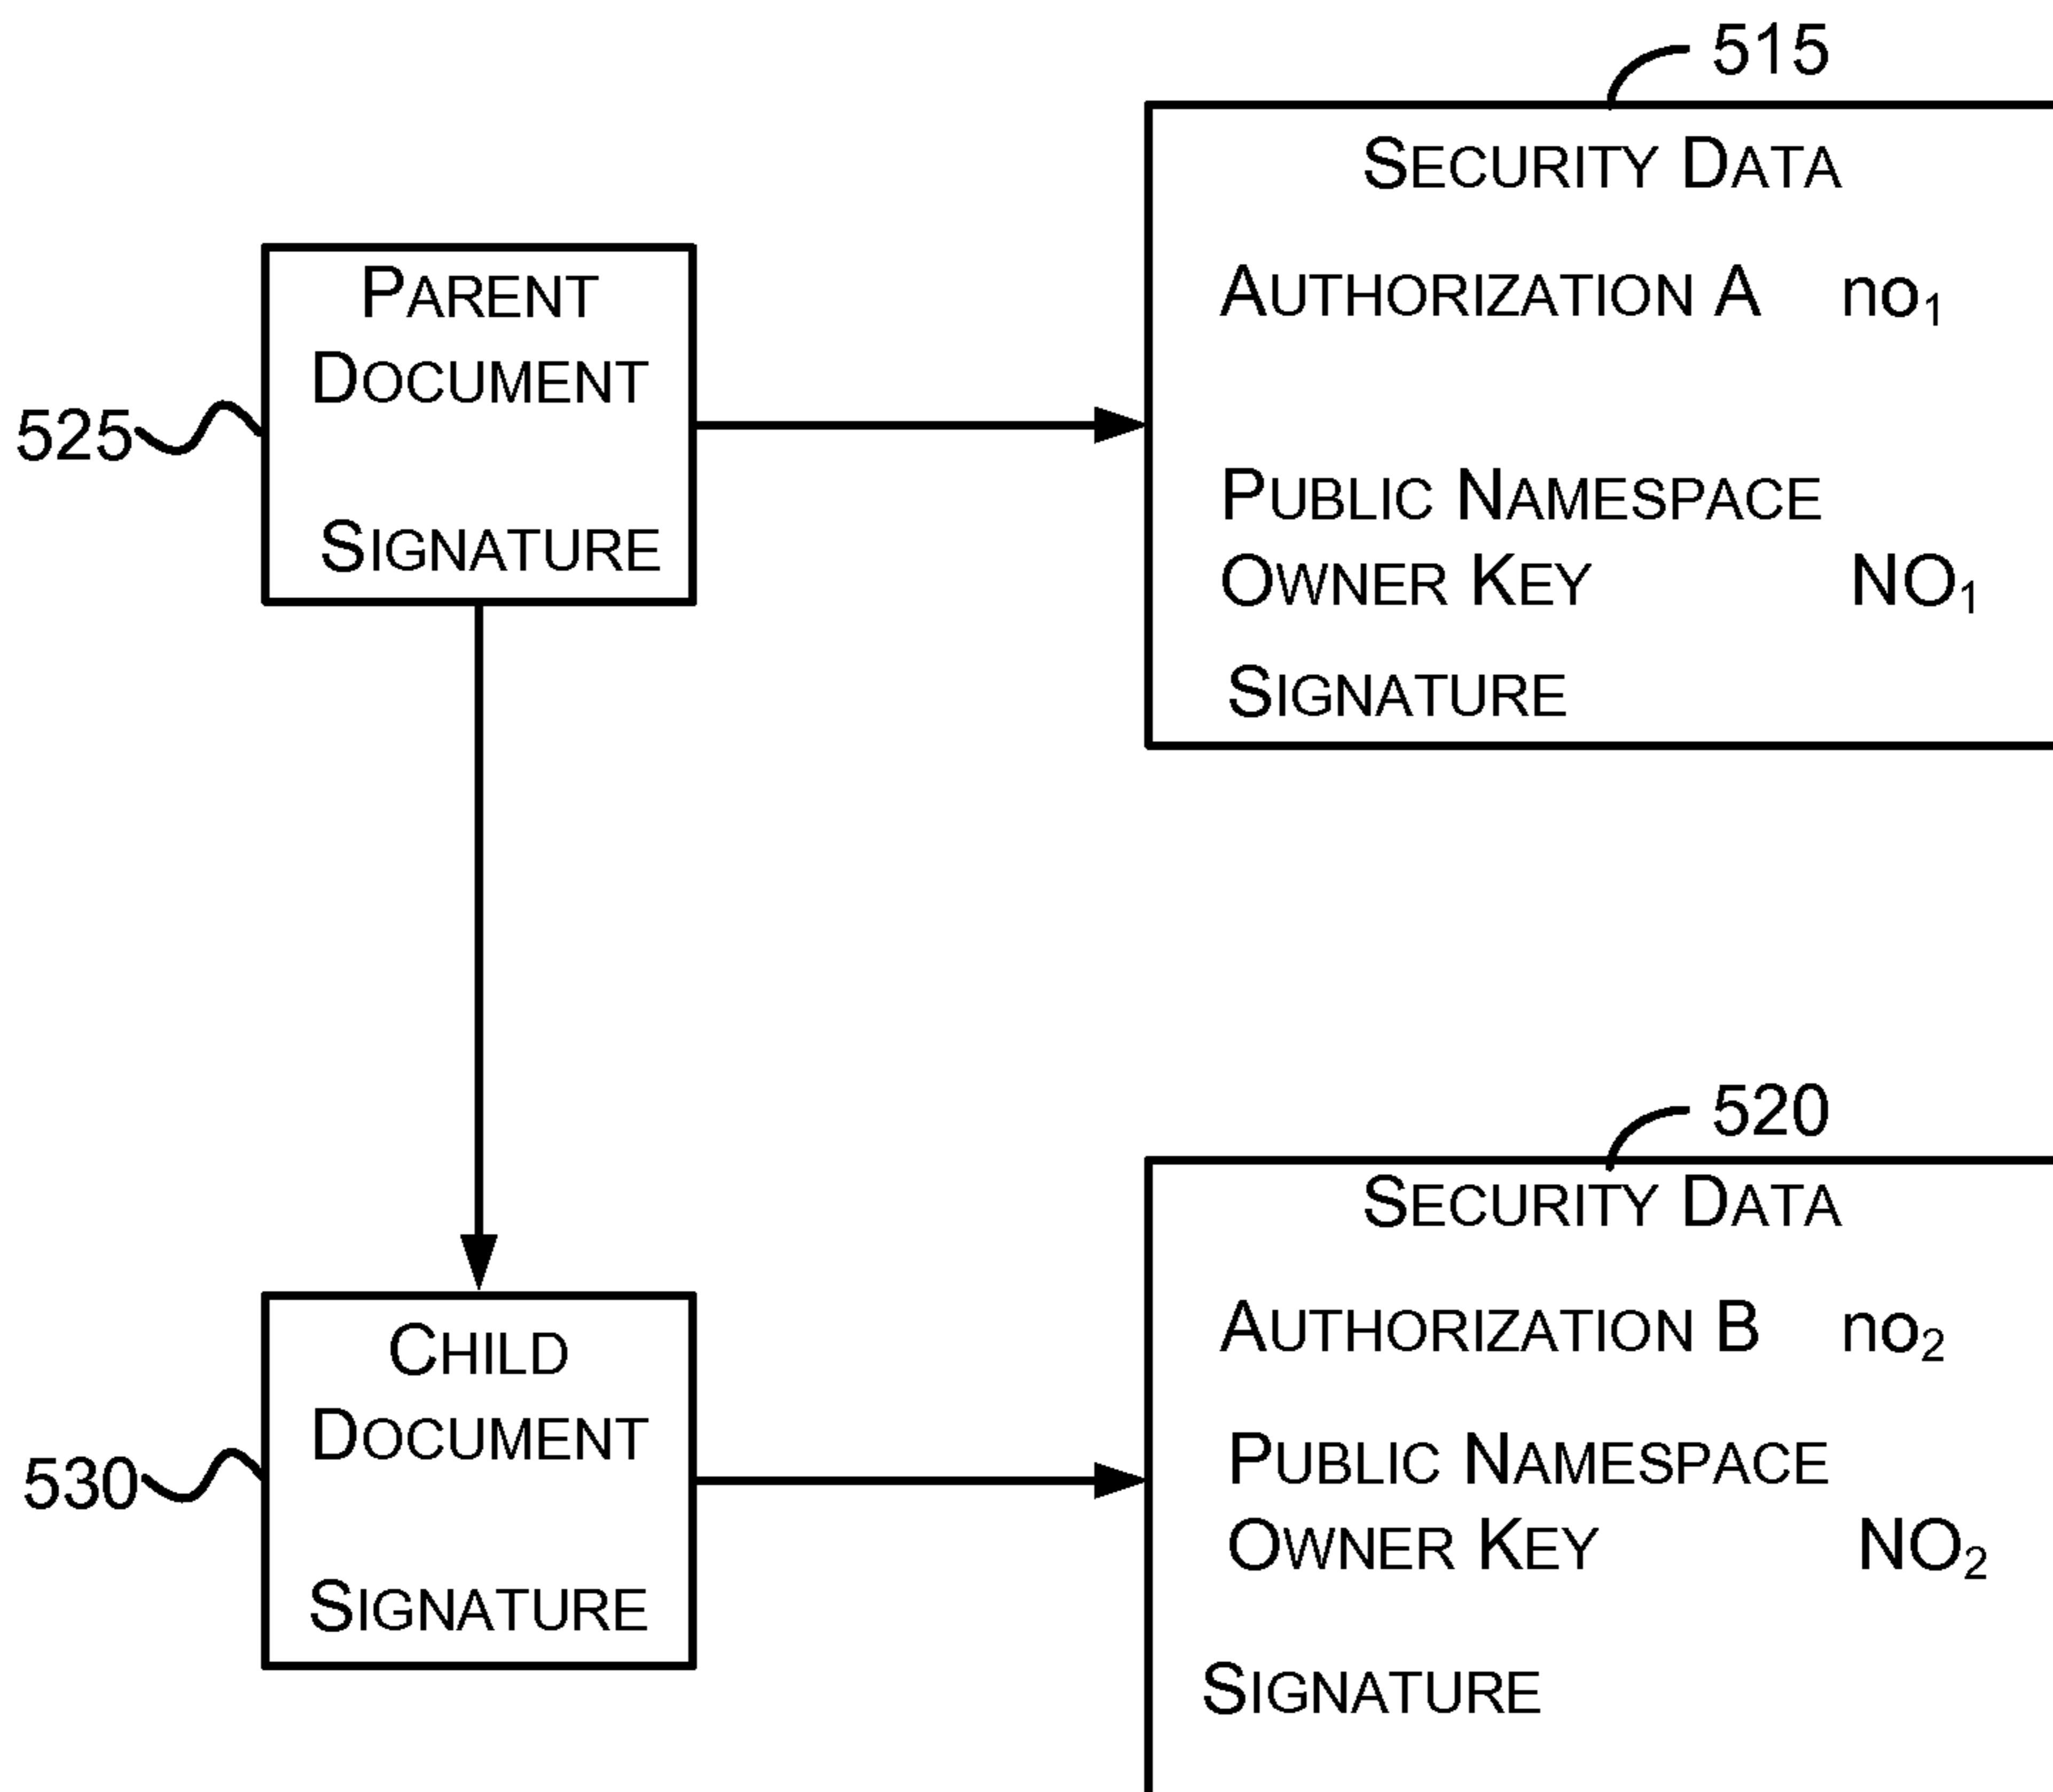 515
SECURITY DATA
AUTHORIZATION A no₁
PUBLIC NAMESPACE
OWNER KEY NO₁
SIGNATURE
PARENT
DOCUMENT
SIGNATURE
525
520
SECURITY DATA
AUTHORIZATION B no₂
PUBLIC NAMESPACE
OWNER KEY NO₂
SIGNATURE
CHILD
DOCUMENT
SIGNATURE
530